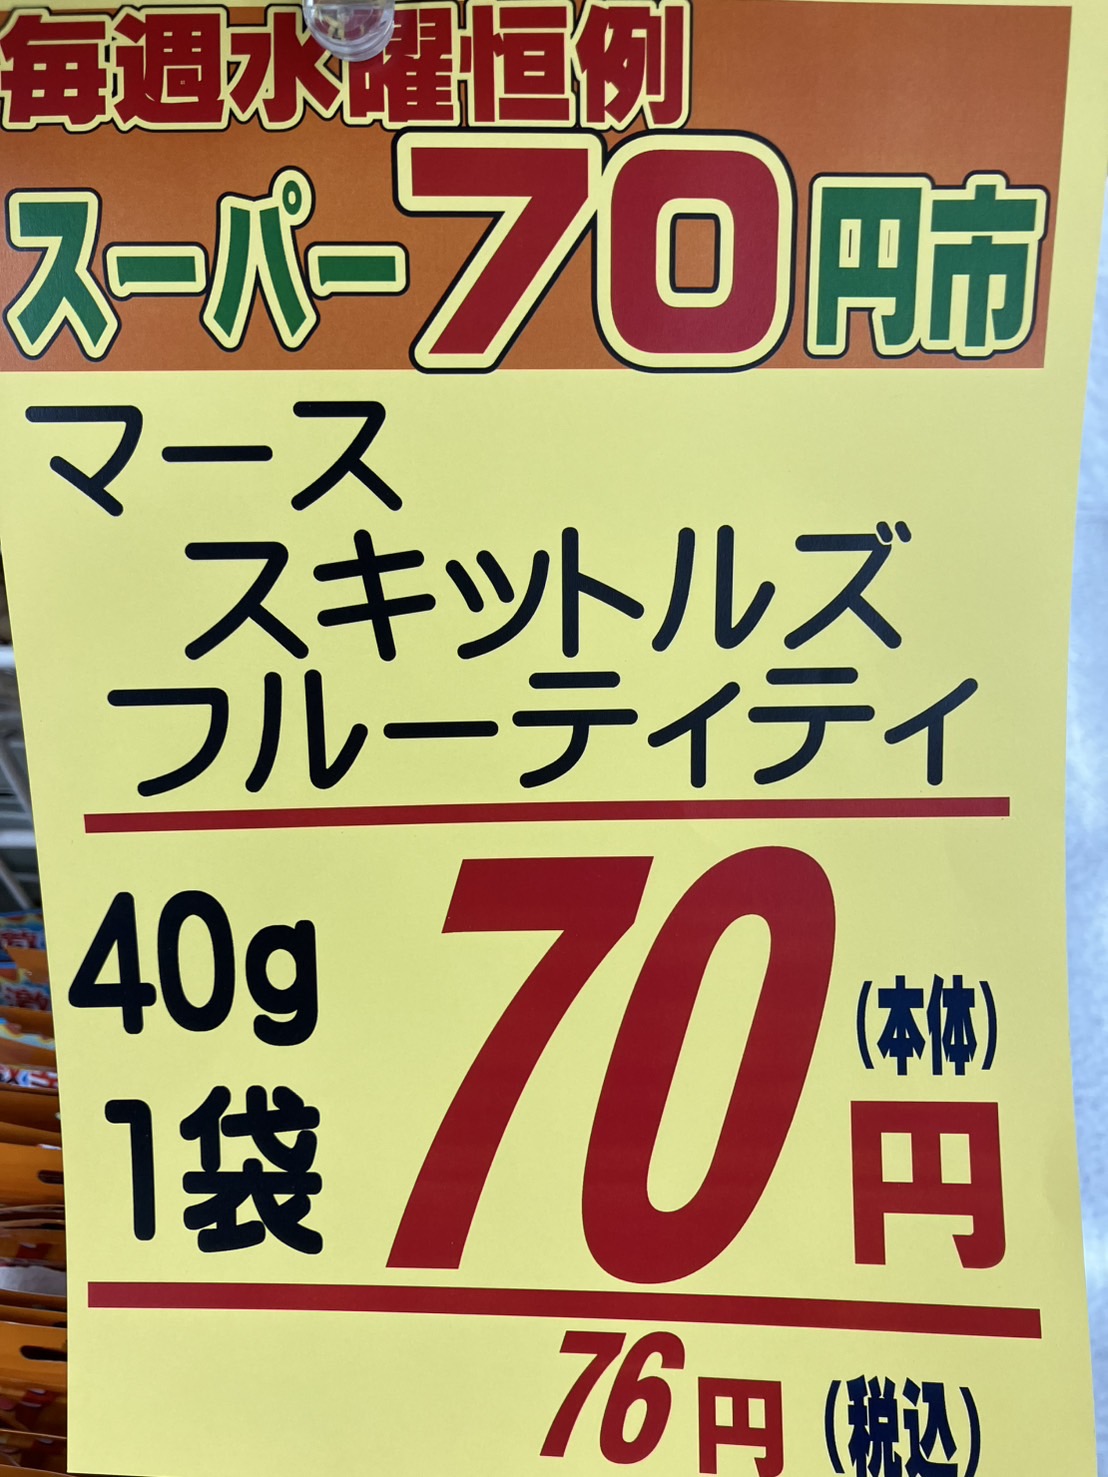 毎週水曜恒例
スーパー70円市
マース
スキットルズ
フルーティティ
40g
1袋
70円
(本体)
76円(税込)